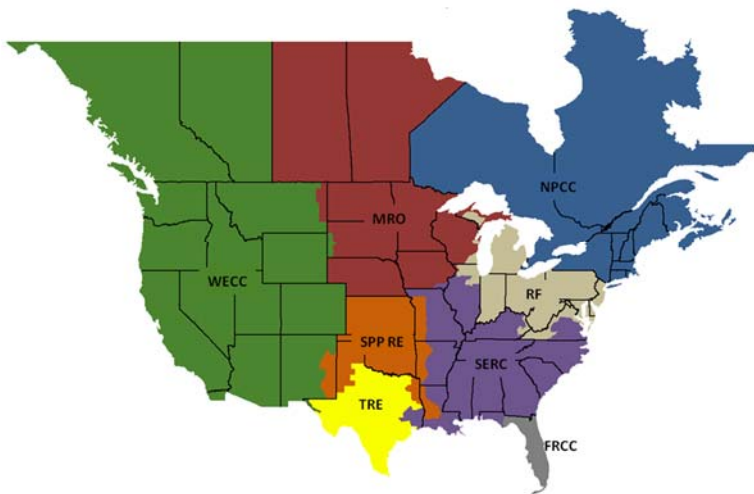 NPCC
MRO
WECC
RF
SPP RE
SERC
TRE
FRCC